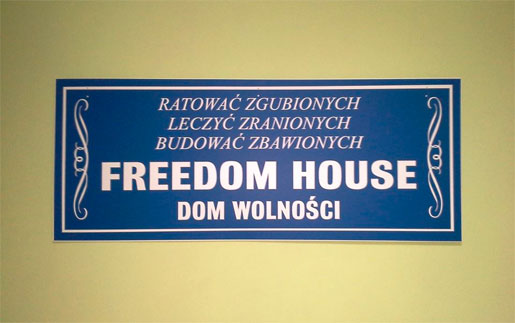 RATOWAĆ ZGUBIONYCH
LECZYĆ ZRANIONYCH
BUDOWAĆ ZBAWIONYCH
FREEDOM HOUSE
DOM WOLNOŚCI